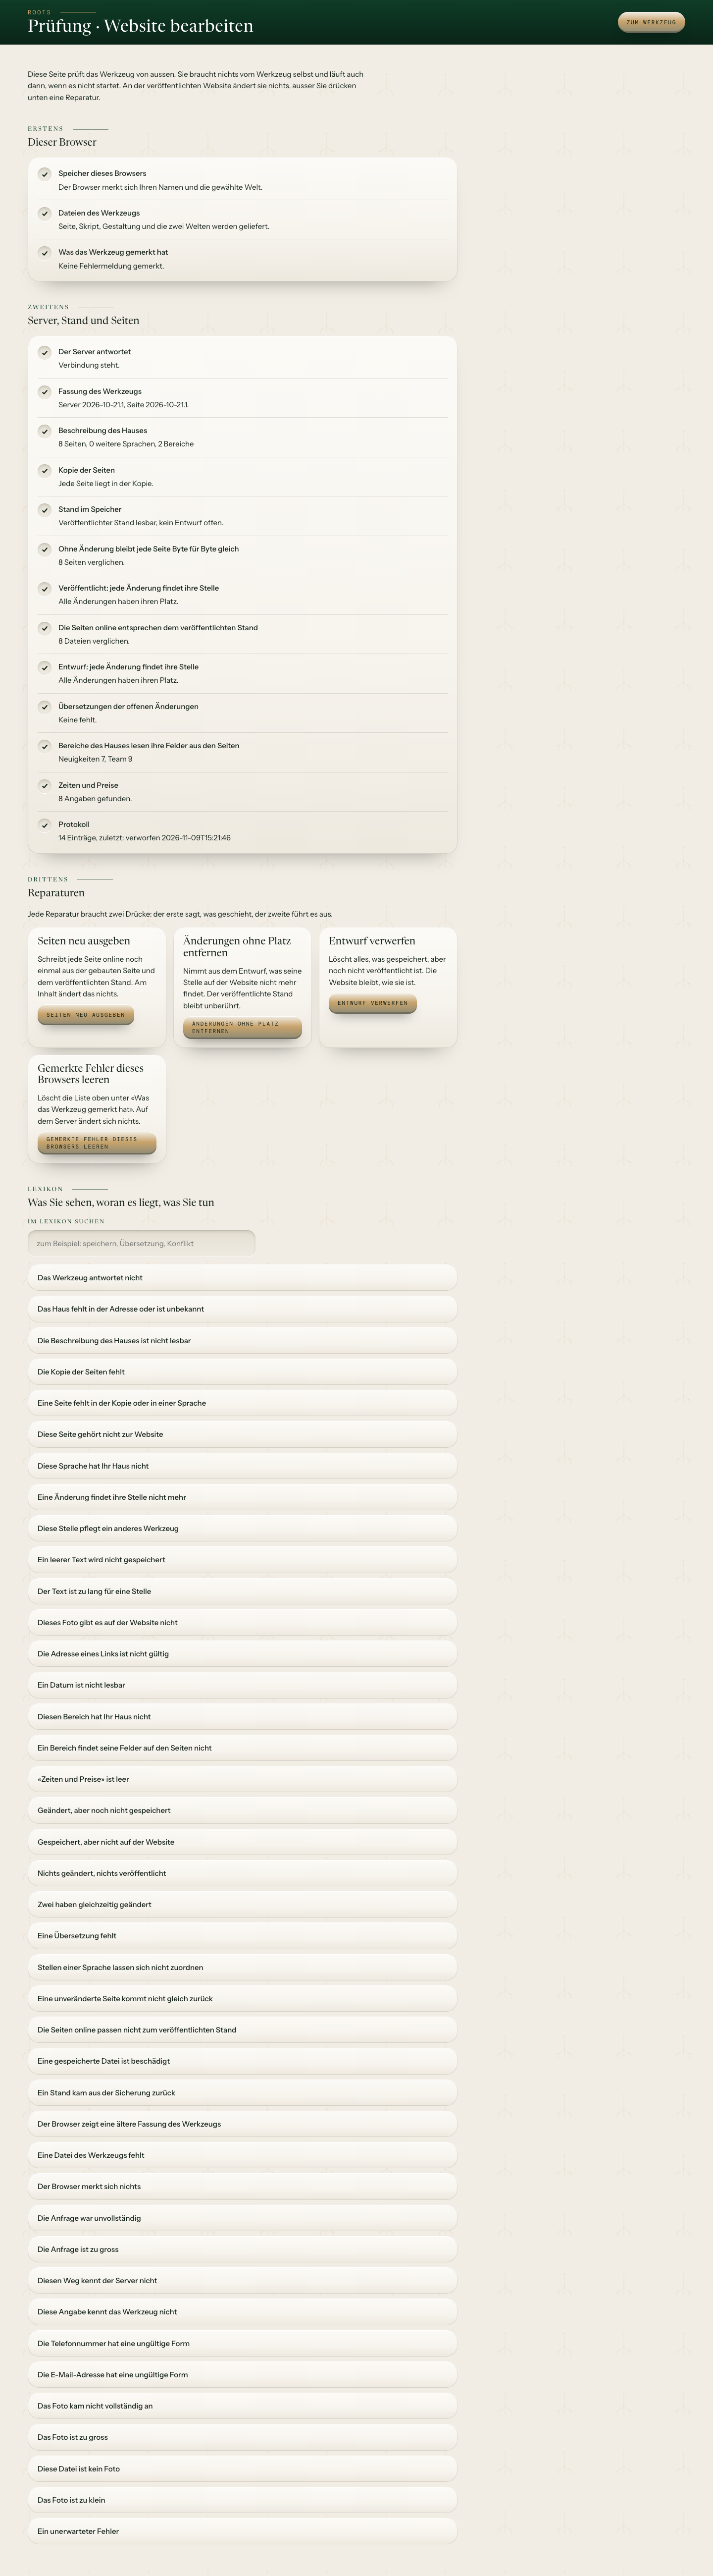 ROOTS
Prüfung · Website bearbeiten
ZUM WERKZEUG
Diese Seite prüft das Werkzeug von aussen. Sie braucht nichts vom Werkzeug selbst und läuft auch
dann, wenn es nicht startet. An der veröffentlichten Website ändert sie nichts, ausser Sie drücken
unten eine Reparatur.
ERSTENS
Dieser Browser
Speicher dieses Browsers
Der Browser merkt sich Ihren Namen und die gewählte Welt.
Dateien des Werkzeugs
Seite, Skript, Gestaltung und die zwei Welten werden geliefert.
Was das Werkzeug gemerkt hat
Keine Fehlermeldung gemerkt.
ZWEITENS
Server, Stand und Seiten
Der Server antwortet
Verbindung steht.
Fassung des Werkzeugs
Server 2026-10-21.1, Seite 2026-10-21.1.
Beschreibung des Hauses
8 Seiten, 0 weitere Sprachen, 2 Bereiche
Kopie der Seiten
Jede Seite liegt in der Kopie.
Stand im Speicher
Veröffentlichter Stand lesbar, kein Entwurf offen.
Ohne Änderung bleibt jede Seite Byte für Byte gleich
8 Seiten verglichen.
Veröffentlicht: jede Änderung findet ihre Stelle
Alle Änderungen haben ihren Platz.
Die Seiten online entsprechen dem veröffentlichten Stand
8 Dateien verglichen.
Entwurf: jede Änderung findet ihre Stelle
Alle Änderungen haben ihren Platz.
Übersetzungen der offenen Änderungen
Keine fehlt.
Bereiche des Hauses lesen ihre Felder aus den Seiten
Neuigkeiten 7, Team 9
Zeiten und Preise
8 Angaben gefunden.
Protokoll
14 Einträge, zuletzt: verworfen 2026-11-09T15:21:46
DRITTENS
Reparaturen
Jede Reparatur braucht zwei Drücke: der erste sagt, was geschieht, der zweite führt es aus.
Seiten neu ausgeben
Schreibt jede Seite online noch
einmal aus der gebauten Seite und
dem veröffentlichten Stand. Am
Inhalt ändert das nichts.
SEITEN NEU AUSGEBEN
Änderungen ohne Platz
entfernen
Nimmt aus dem Entwurf, was seine
Stelle auf der Website nicht mehr
findet. Der veröffentlichte Stand
bleibt unberührt.
ÄNDERUNGEN OHNE PLATZ
ENTFERNEN
Entwurf verwerfen
Löscht alles, was gespeichert, aber
noch nicht veröffentlicht ist. Die
Website bleibt, wie sie ist.
ENTWURF VERWERFEN
Gemerkte Fehler dieses
Browsers leeren
Löscht die Liste oben unter «Was
das Werkzeug gemerkt hat». Auf
dem Server ändert sich nichts.
GEMERKTE FEHLER DIESES
BROWSERS LEEREN
LEXIKON
Was Sie sehen, woran es liegt, was Sie tun
IM LEXIKON SUCHEN
zum Beispiel: speichern, Übersetzung, Konflikt
Das Werkzeug antwortet nicht
Das Haus fehlt in der Adresse oder ist unbekannt
Die Beschreibung des Hauses ist nicht lesbar
Die Kopie der Seiten fehlt
Eine Seite fehlt in der Kopie oder in einer Sprache
Diese Seite gehört nicht zur Website
Diese Sprache hat Ihr Haus nicht
Eine Änderung findet ihre Stelle nicht mehr
Diese Stelle pflegt ein anderes Werkzeug
Ein leerer Text wird nicht gespeichert
Der Text ist zu lang für eine Stelle
Dieses Foto gibt es auf der Website nicht
Die Adresse eines Links ist nicht gültig
Ein Datum ist nicht lesbar
Diesen Bereich hat Ihr Haus nicht
Ein Bereich findet seine Felder auf den Seiten nicht
«Zeiten und Preise» ist leer
Geändert, aber noch nicht gespeichert
Gespeichert, aber nicht auf der Website
Nichts geändert, nichts veröffentlicht
Zwei haben gleichzeitig geändert
Eine Übersetzung fehlt
Stellen einer Sprache lassen sich nicht zuordnen
Eine unveränderte Seite kommt nicht gleich zurück
Die Seiten online passen nicht zum veröffentlichten Stand
Eine gespeicherte Datei ist beschädigt
Ein Stand kam aus der Sicherung zurück
Der Browser zeigt eine ältere Fassung des Werkzeugs
Eine Datei des Werkzeugs fehlt
Der Browser merkt sich nichts
Die Anfrage war unvollständig
Die Anfrage ist zu gross
Diesen Weg kennt der Server nicht
Diese Angabe kennt das Werkzeug nicht
Die Telefonnummer hat eine ungültige Form
Die E-Mail-Adresse hat eine ungültige Form
Das Foto kam nicht vollständig an
Das Foto ist zu gross
Diese Datei ist kein Foto
Das Foto ist zu klein
Ein unerwarteter Fehler